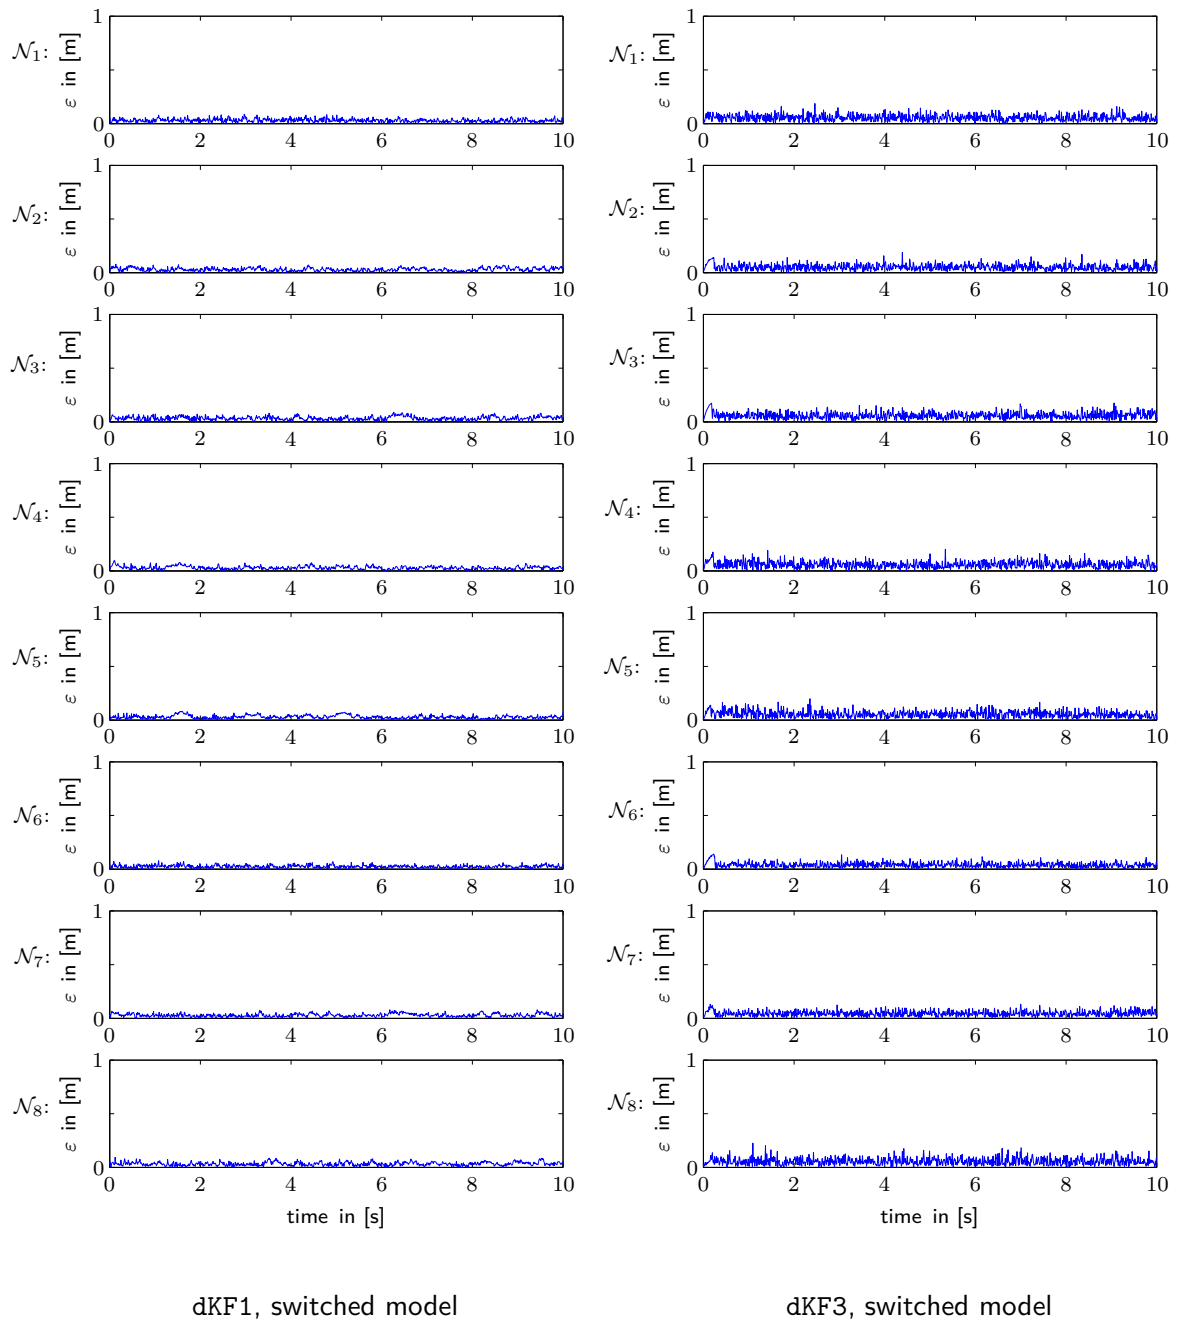 1 1
𝒩1: ε in [m] 𝒩1: ε in [m]
0 0
0 2 4 6 8 10 0 2 4 6 8 10
1 1
𝒩2: ε in [m] 𝒩2: ε in [m]
0 0
0 2 4 6 8 10 0 2 4 6 8 10
1 1
𝒩3: ε in [m] 𝒩3: ε in [m]
0 0
0 2 4 6 8 10 0 2 4 6 8 10
1 1
𝒩4: ε in [m] 𝒩4: ε in [m]
0 0
0 2 4 6 8 10 0 2 4 6 8 10
1 1
𝒩5: ε in [m] 𝒩5: ε in [m]
0 0
0 2 4 6 8 10 0 2 4 6 8 10
1 1
𝒩6: ε in [m] 𝒩6: ε in [m]
0 0
0 2 4 6 8 10 0 2 4 6 8 10
1 1
𝒩7: ε in [m] 𝒩7: ε in [m]
0 0
0 2 4 6 8 10 0 2 4 6 8 10
1 1
𝒩8: ε in [m] 𝒩8: ε in [m]
0 0
0 2 4 6 8 10 0 2 4 6 8 10
time in [s] time in [s]
dKF1, switched model dKF3, switched model